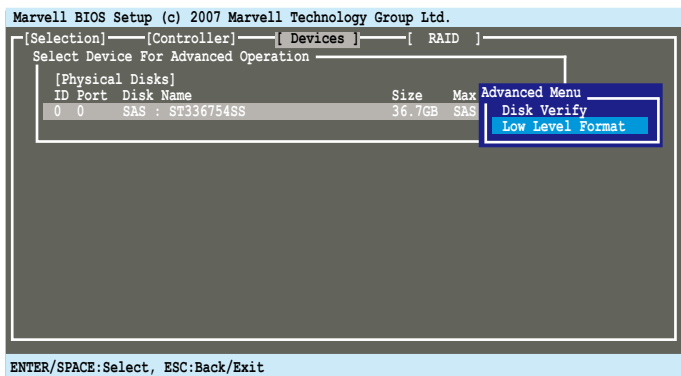 Marvell BIOS Setup (c) 2007 Marvell Technology Group Ltd.
[Selection] [Controller] [ Devices ] [ RAID ]
Select Device For Advanced Operation
[Physical Disks]
ID Port Disk Name Size Max
0 0 SAS : ST336754SS 36.7GB SAS
Advanced Menu
Disk Verify
Low Level Format
ENTER/SPACE:Select, ESC:Back/Exit